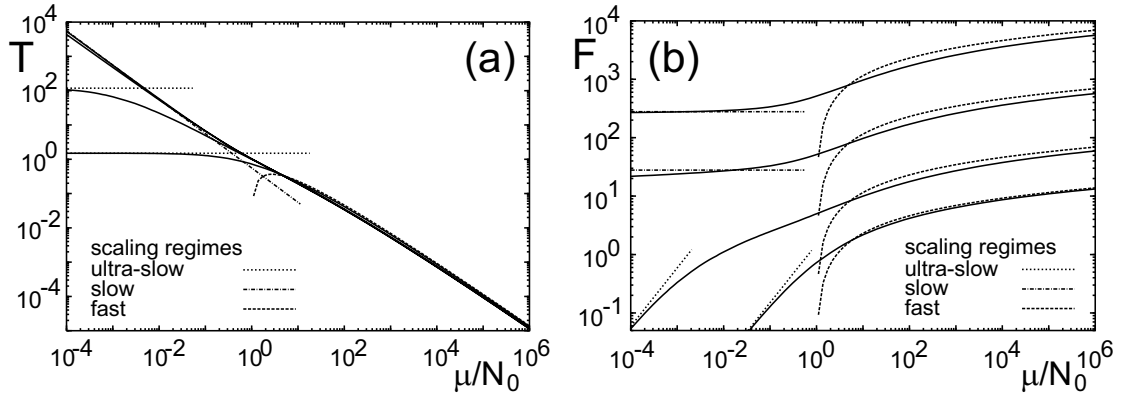 T
(a)
10^4
10^2
10^0
10^-2
10^-4
scaling regimes
ultra-slow
slow
fast
10^-4 10^-2 10^0 10^2 10^4 10^6
μ/N_0
F
(b)
10^4
10^3
10^2
10^1
10^0
10^-1
scaling regimes
ultra-slow
slow
fast
10^-4 10^-2 10^0 10^2 10^4 10^6
μ/N_0